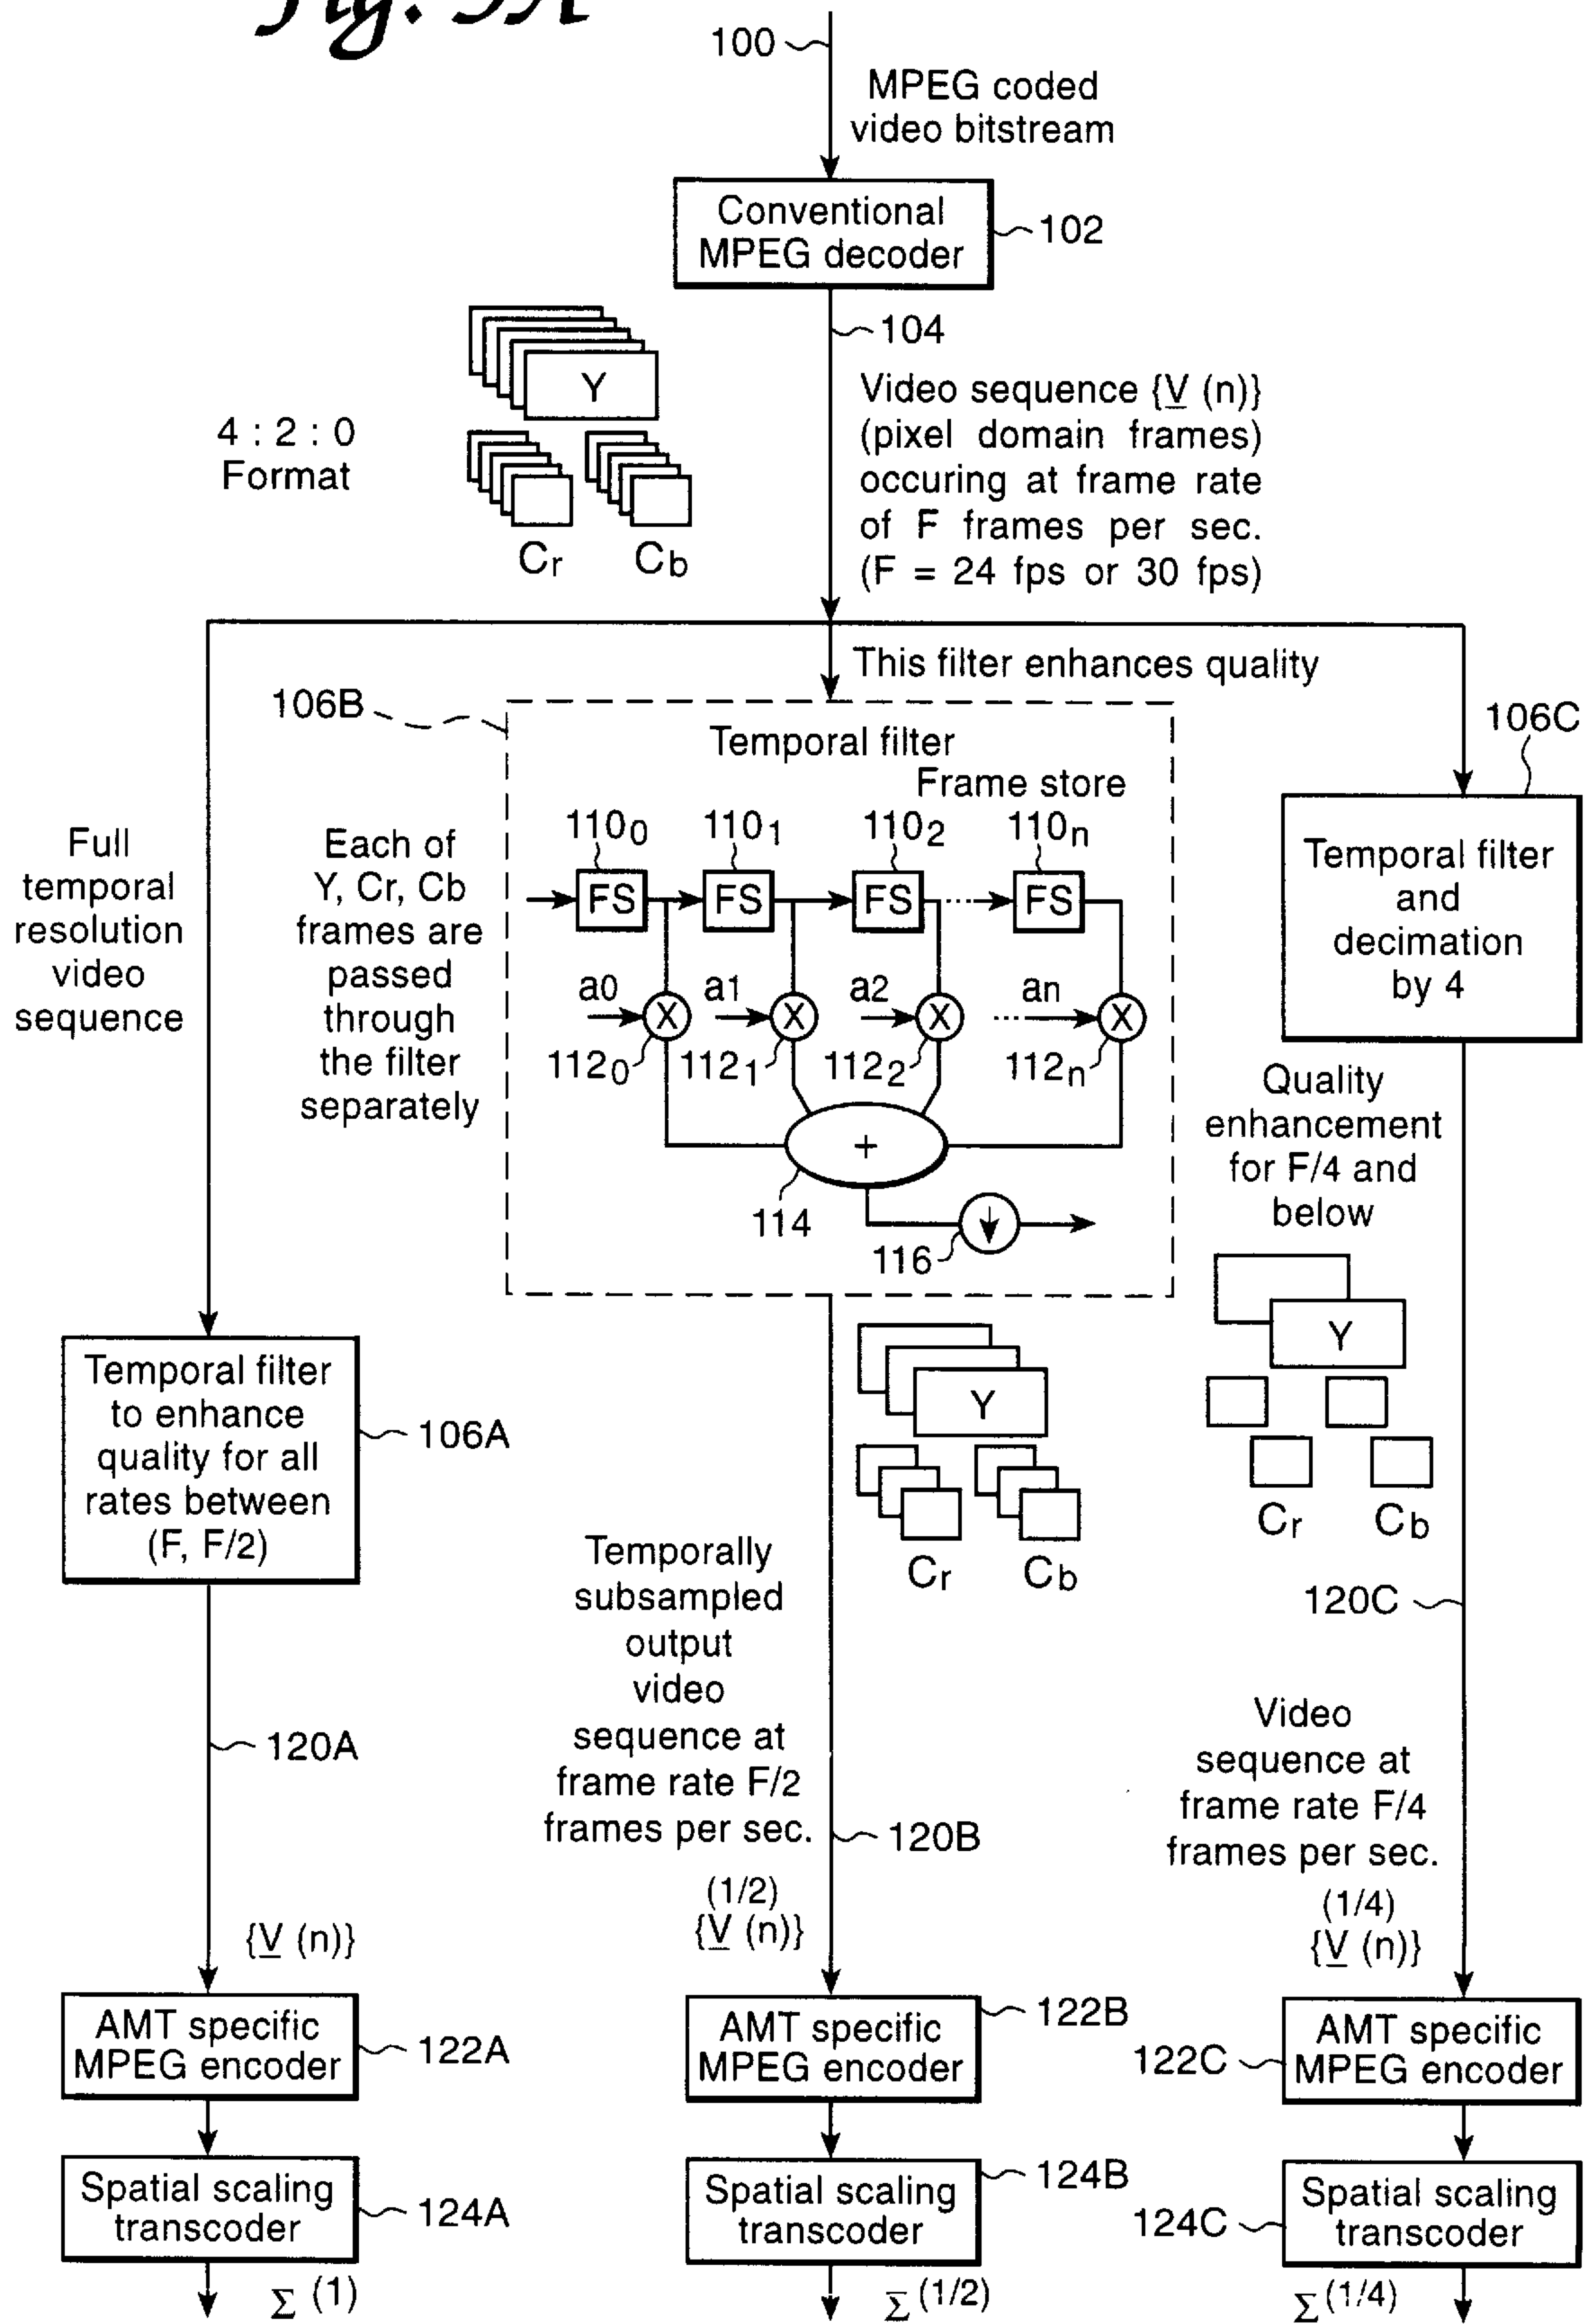 100
MPEG coded
video bitstream
Conventional
MPEG decoder
102
104
Y
4 : 2 : 0
Format
Cr
Cb
Video sequence {V (n)}
(pixel domain frames)
occuring at frame rate
of F frames per sec.
(F = 24 fps or 30 fps)
This filter enhances quality
106B
106C
Temporal filter
Frame store
110₀
110₁
110₂
110n
FS
FS
FS
FS
Full
temporal
resolution
video
sequence
Each of
Y, Cr, Cb
frames are
passed
through
the filter
separately
a0
a1
a2
an
X
X
X
X
112₀
112₁
112₂
112n
+
114
116
Temporal filter
and
decimation
by 4
Quality
enhancement
for F/4 and
below
Y
Cr
Cb
Y
Cr
Cb
Temporal filter
to enhance
quality for all
rates between
(F, F/2)
106A
Temporally
subsampled
output
video
sequence at
frame rate F/2
frames per sec.
120A
120B
120C
Video
sequence at
frame rate F/4
frames per sec.
{V (n)}
(1/2)
{V (n)}
(1/4)
{V (n)}
AMT specific
MPEG encoder
122A
AMT specific
MPEG encoder
122B
AMT specific
MPEG encoder
122C
Spatial scaling
transcoder
124A
Spatial scaling
transcoder
124B
Spatial scaling
transcoder
124C
Σ (1)
Σ (1/2)
Σ (1/4)